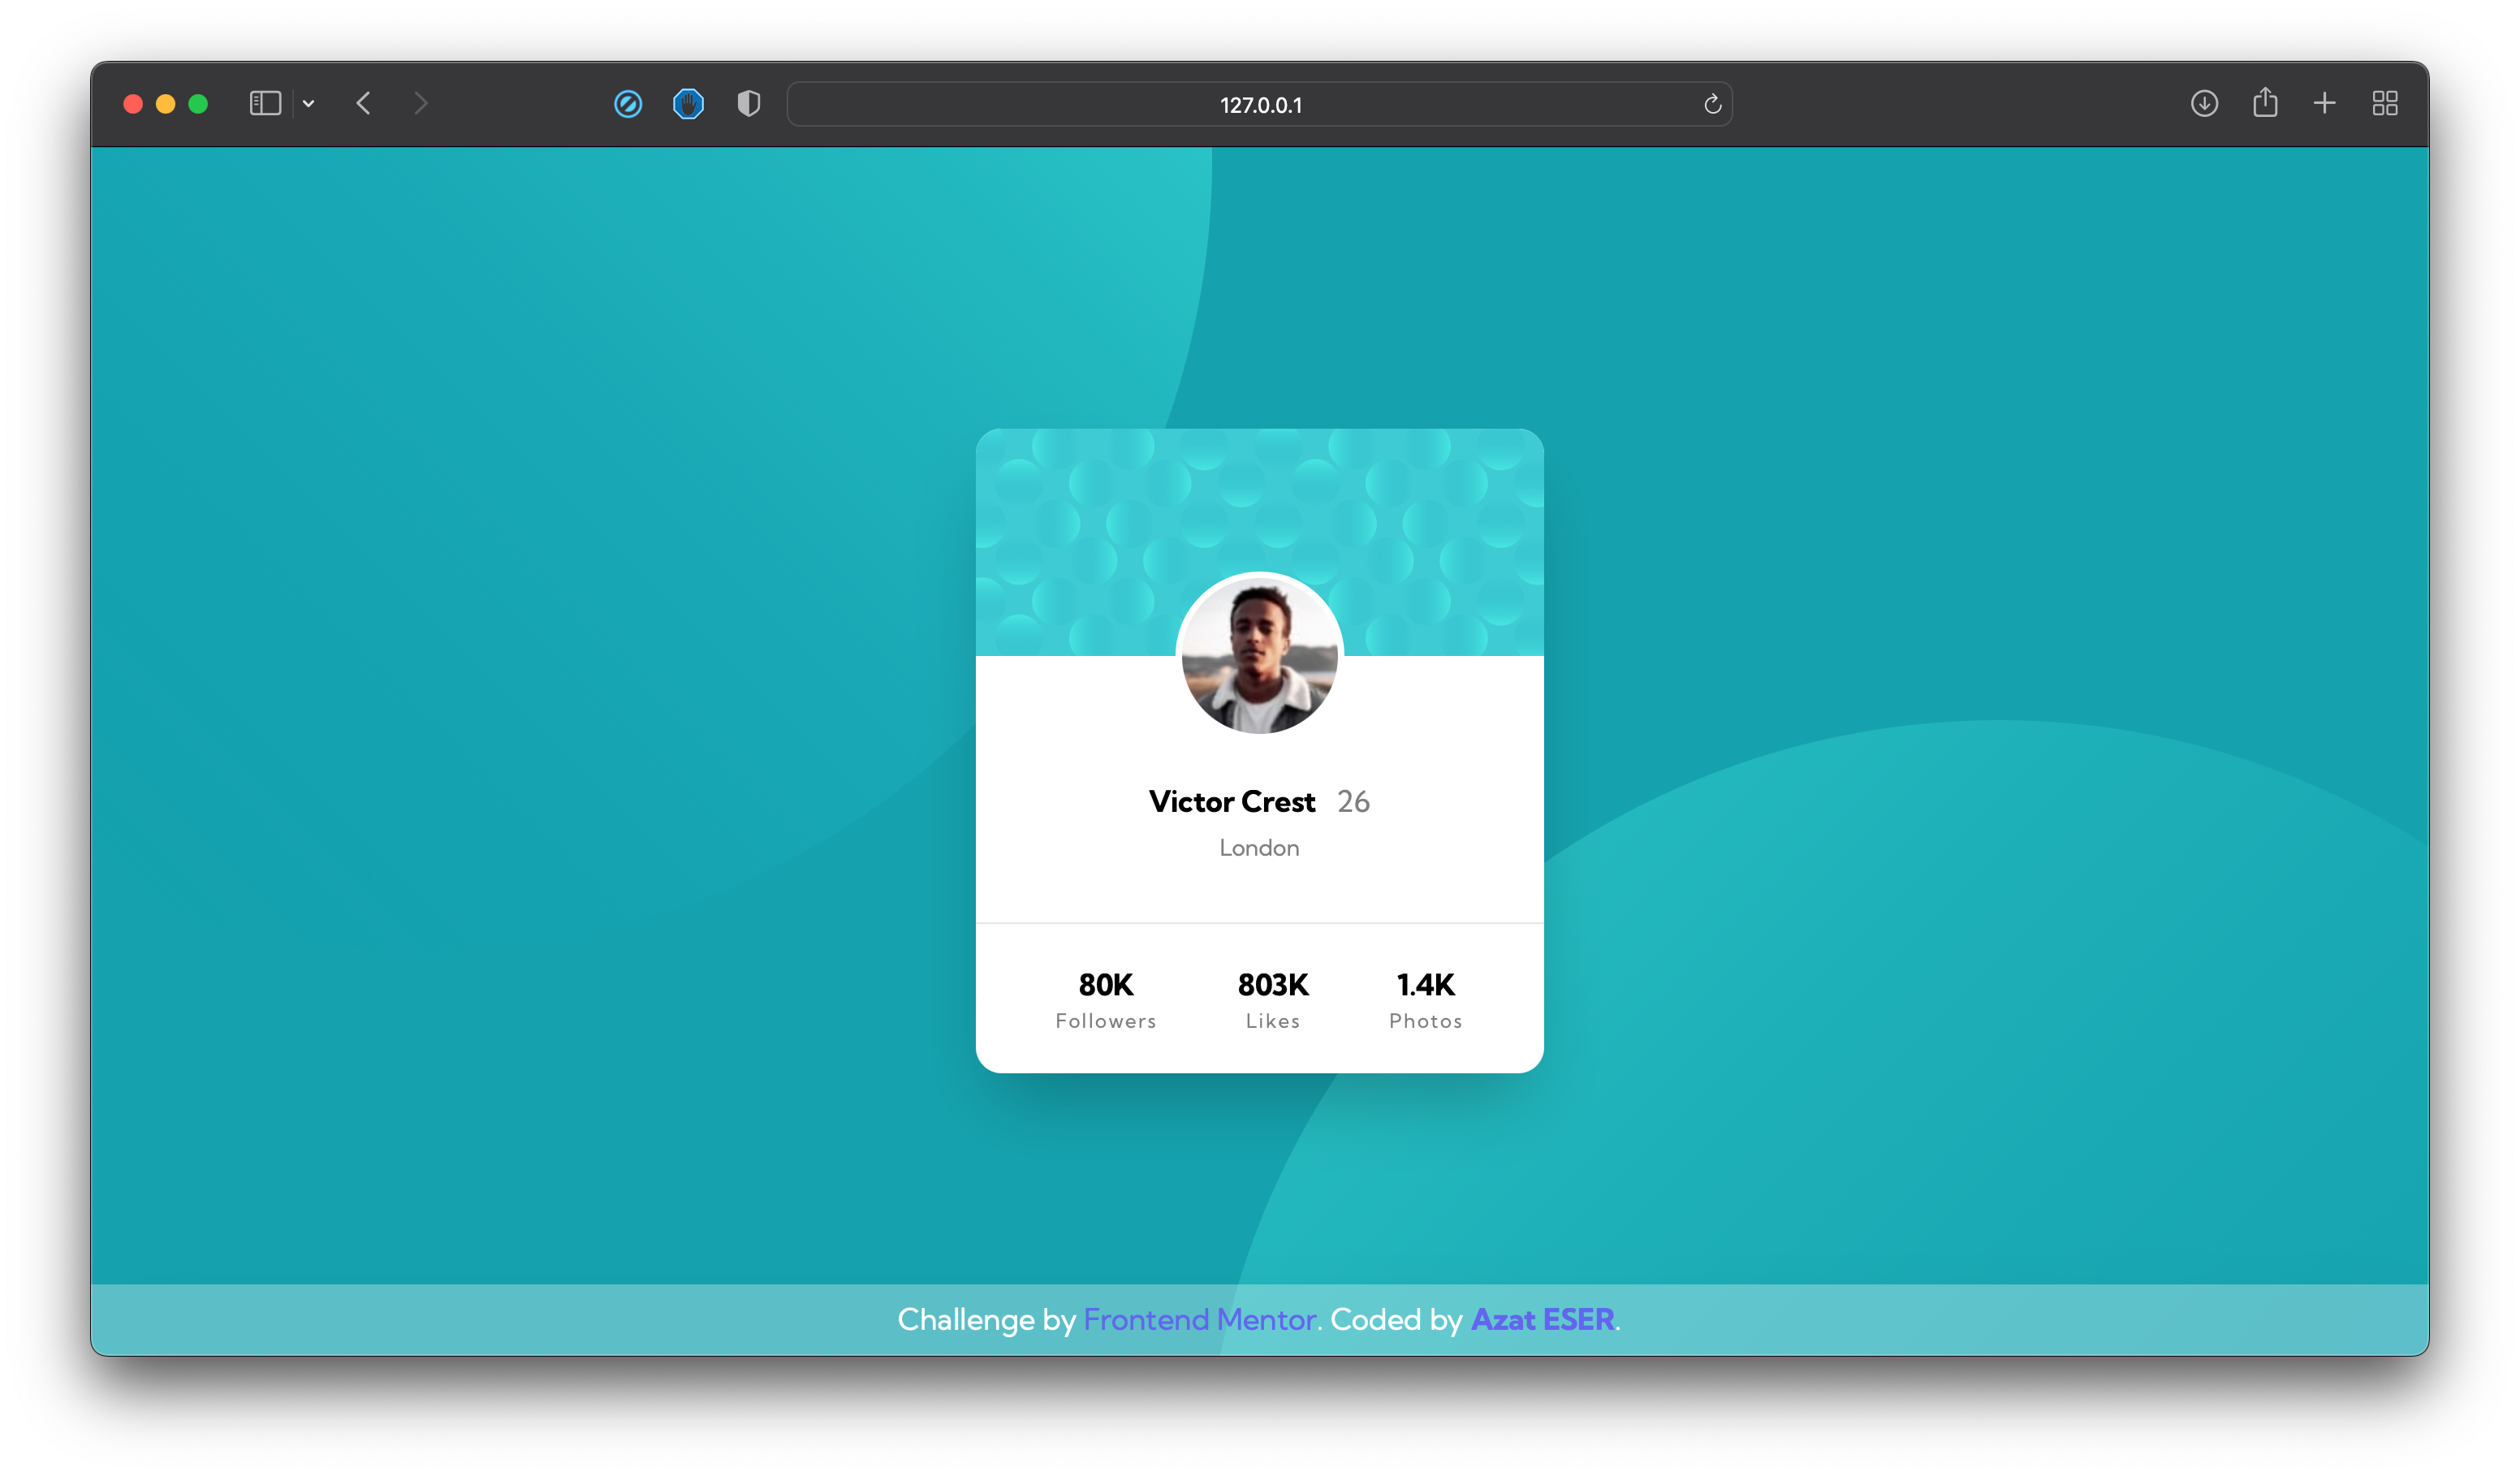 127.0.0.1
Victor Crest 26
London
80K 803K 1.4K
Followers Likes Photos
Challenge by Frontend Mentor. Coded by Azat ESER.